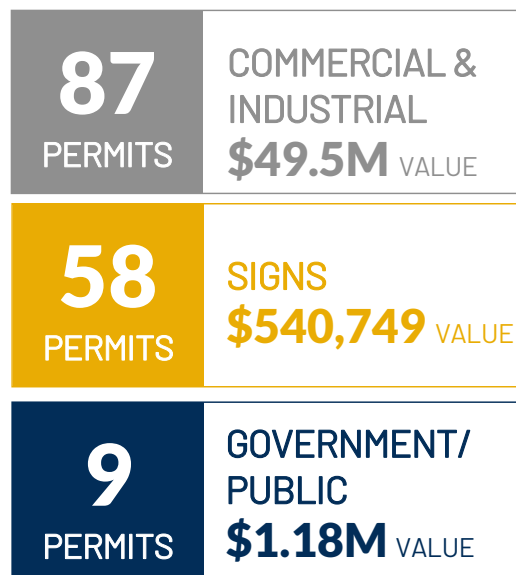 87
PERMITS
COMMERCIAL &
INDUSTRIAL
$49.5M VALUE
58
PERMITS
SIGNS
$540,749 VALUE
9
PERMITS
GOVERNMENT/
PUBLIC
$1.18M VALUE